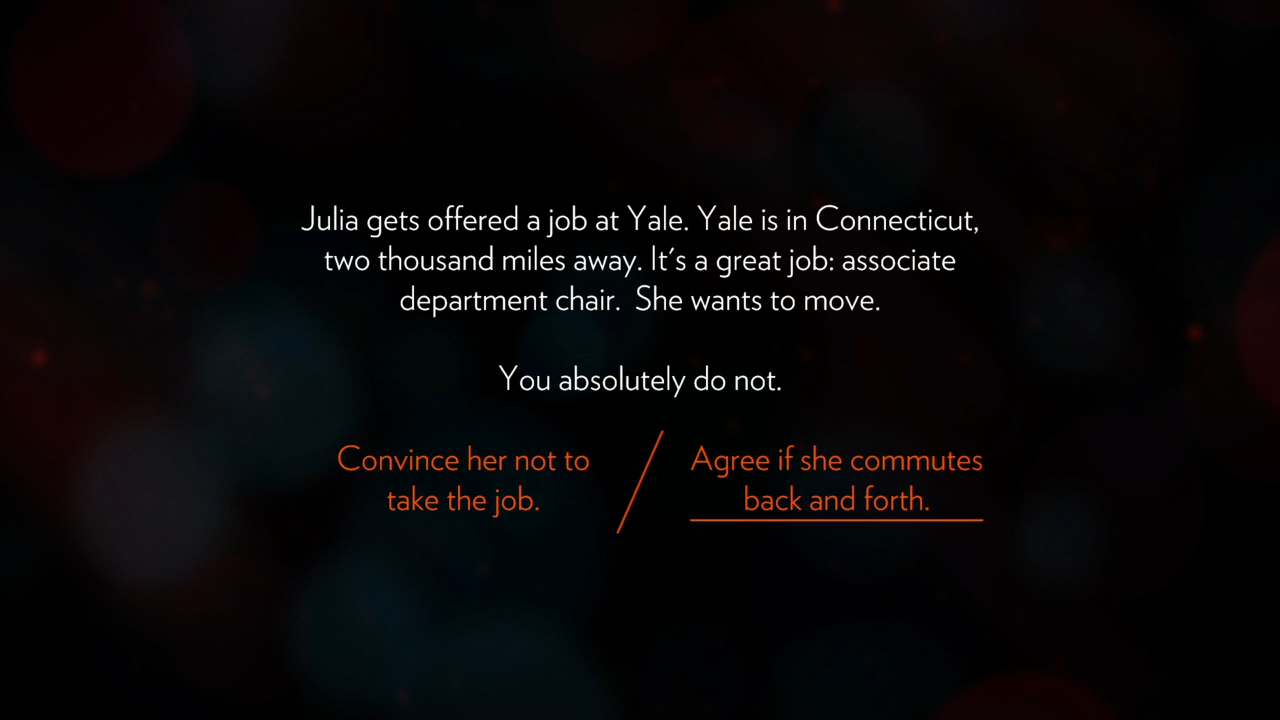 Julia gets offered a job at Yale. Yale is in Connecticut,
two thousand miles away. It's a great job: associate
department chair.  She wants to move.
You absolutely do not.
Convince her not to
take the job.
Agree if she commutes
back and forth.